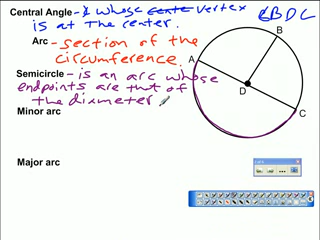 Central Angle - ∡ whose vertex ∡BDC
is at the center.
Arc - section of the
circumference.
Semicircle - is an arc whose
endpoints are that of
the diameter
Minor arc
Major arc
A
B
D
C